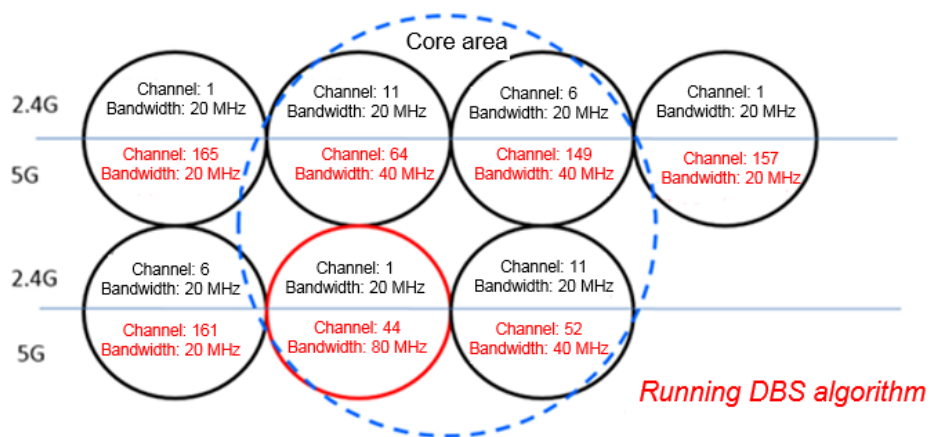 Core area
2.4G
Channel: 1
Bandwidth: 20 MHz
Channel: 11
Bandwidth: 20 MHz
Channel: 6
Bandwidth: 20 MHz
Channel: 1
Bandwidth: 20 MHz
5G
Channel: 165
Bandwidth: 20 MHz
Channel: 64
Bandwidth: 40 MHz
Channel: 149
Bandwidth: 40 MHz
Channel: 157
Bandwidth: 20 MHz
2.4G
Channel: 6
Bandwidth: 20 MHz
Channel: 1
Bandwidth: 20 MHz
Channel: 11
Bandwidth: 20 MHz
5G
Channel: 161
Bandwidth: 20 MHz
Channel: 44
Bandwidth: 80 MHz
Channel: 52
Bandwidth: 40 MHz
Running DBS algorithm